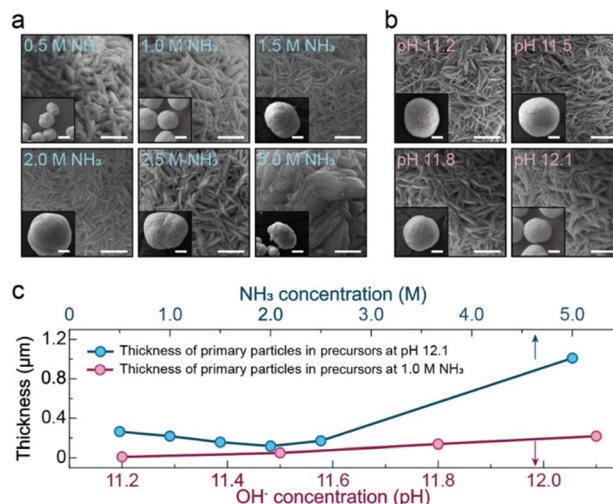 a
b
0.5 M NH₃
1.0 M NH₃
1.5 M NH₃
pH 11.2
pH 11.5
2.0 M NH₃
2.5 M NH₃
5.0 M NH₃
pH 11.8
pH 12.1
c
NH₃ concentration (M)
0 1.0 2.0 3.0 4.0 5.0
1.2
Thickness of primary particles in precursors at pH 12.1
Thickness of primary particles in precursors at 1.0 M NH₃
0.8
Thickness (μm)
0.4
0
11.2 11.4 11.6 11.8 12.0
OH⁻ concentration (pH)